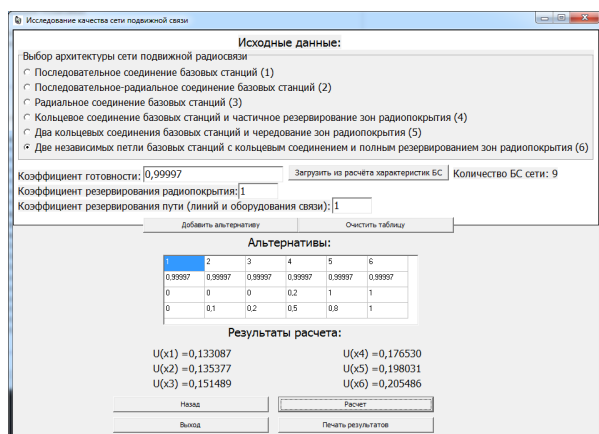 Исследование качества сети подвижной связи
Исходные данные:
Выбор архитектуры сети подвижной радиосвязи
Последовательное соединение базовых станций (1)
Последовательное-радиальное соединение базовых станций (2)
Радиальное соединение базовых станций (3)
Кольцевое соединение базовых станций и частичное резервирование зон радиопокрытия (4)
Два кольцевых соединения базовых станций и чередование зон радиопокрытия (5)
Две независимых петли базовых станций с кольцевым соединением и полным резервированием зон радиопокрытия (6)
Коэффициент готовности: 0,99997 Загрузить из расчёта характеристик БС Количество БС сети: 9
Коэффициент резервирования радиопокрытия: 1
Коэффициент резервирования пути (линий и оборудования связи): 1
Добавить альтернативу Очистить таблицу
Альтернативы:
1 2 3 4 5 6
0,99997 0,99997 0,99997 0,99997 0,99997 0,99997
0 0 0 0,2 1 1
0 0,1 0,2 0,5 0,8 1
Результаты расчета:
U(x1) =0,133087 U(x4) =0,176530
U(x2) =0,135377 U(x5) =0,198031
U(x3) =0,151489 U(x6) =0,205486
Назад Расчет
Выход Печать результатов